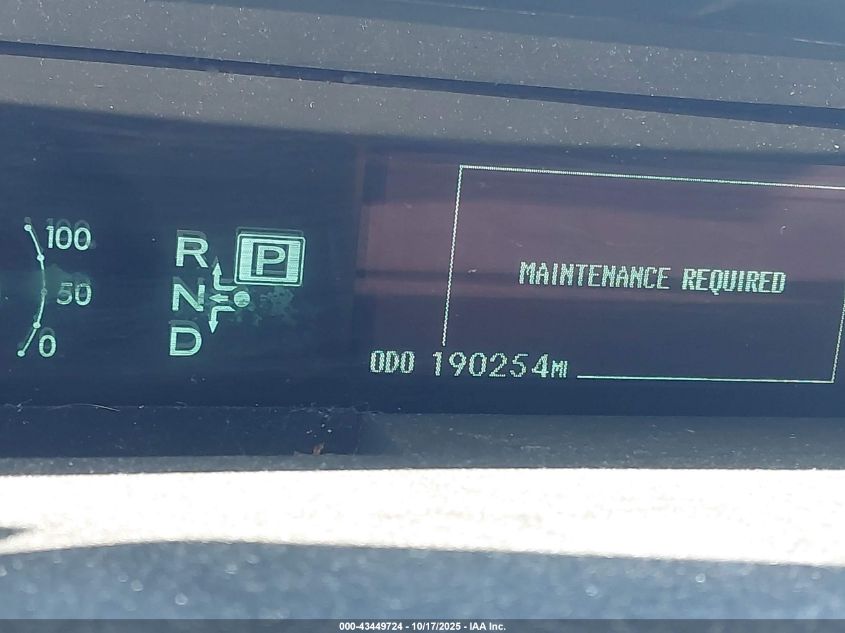 100
50
0
R
P
N
D
MAINTENANCE REQUIRED
ODO 190254MI
000-43449724 - 10/17/2025 - IAA Inc.